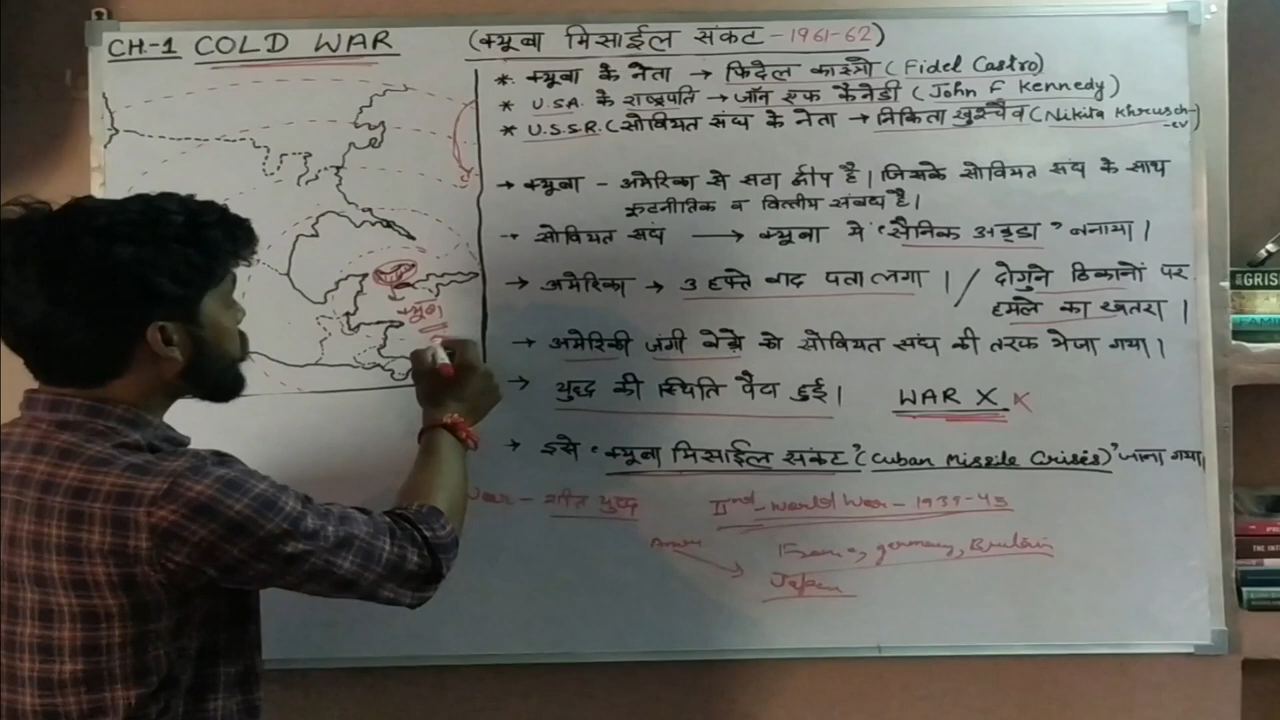 CH-1 COLD WAR (क्यूबा मिसाईल संकट - 1961-62)
* क्यूबा के नेता → फिदेल कास्त्रो (Fidel Castro)
* U.S.A. के राष्ट्रपति → जॉन एफ कैनेडी (John F Kennedy)
* U.S.S.R. (सोवियत संघ के नेता → निकिता खुश्चेव (Nikita Khrusch-
-ev)
→ क्यूबा - अमेरिका से सटा द्वीप है। जिसके सोवियत संघ के साथ
कूटनीतिक व वित्तीय संबंध है।
→ सोवियत संघ → क्यूबा में "सैनिक अड्डा" बनाया।
→ अमेरिका → 3 हफ्ते बाद पता लगा। / दोगुने ठिकानों पर
हमले का खतरा।
→ अमेरिकी जंगी बेड़े को सोवियत संघ की तरफ भेजा गया।
→ युद्ध की स्थिति पैदा हुई। WAR X X
→ इसे "क्यूबा मिसाईल संकट" (Cuban Missile Crises)" जाना गया।
क्यूबा
war - शीत युद्ध IInd World War - 1939-45
germany, Britain
Japan
GRIS